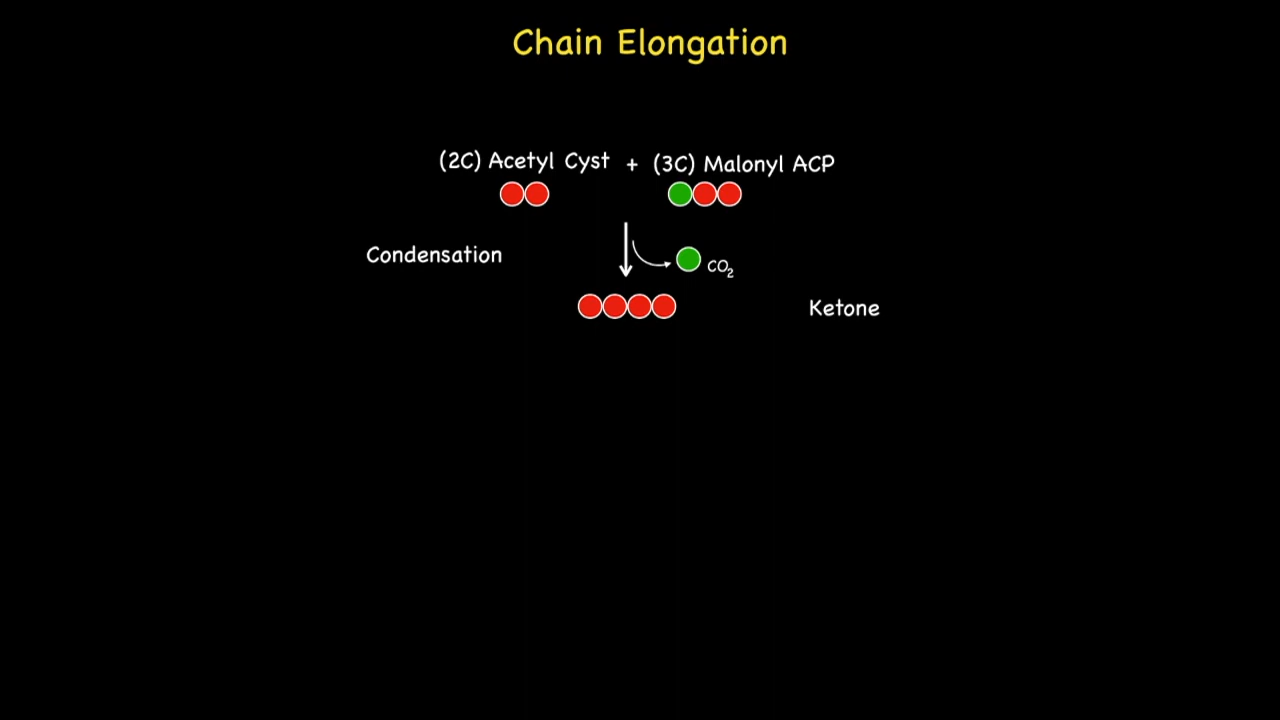 Chain Elongation
(2C) Acetyl Cyst + (3C) Malonyl ACP
Condensation
CO₂
Ketone